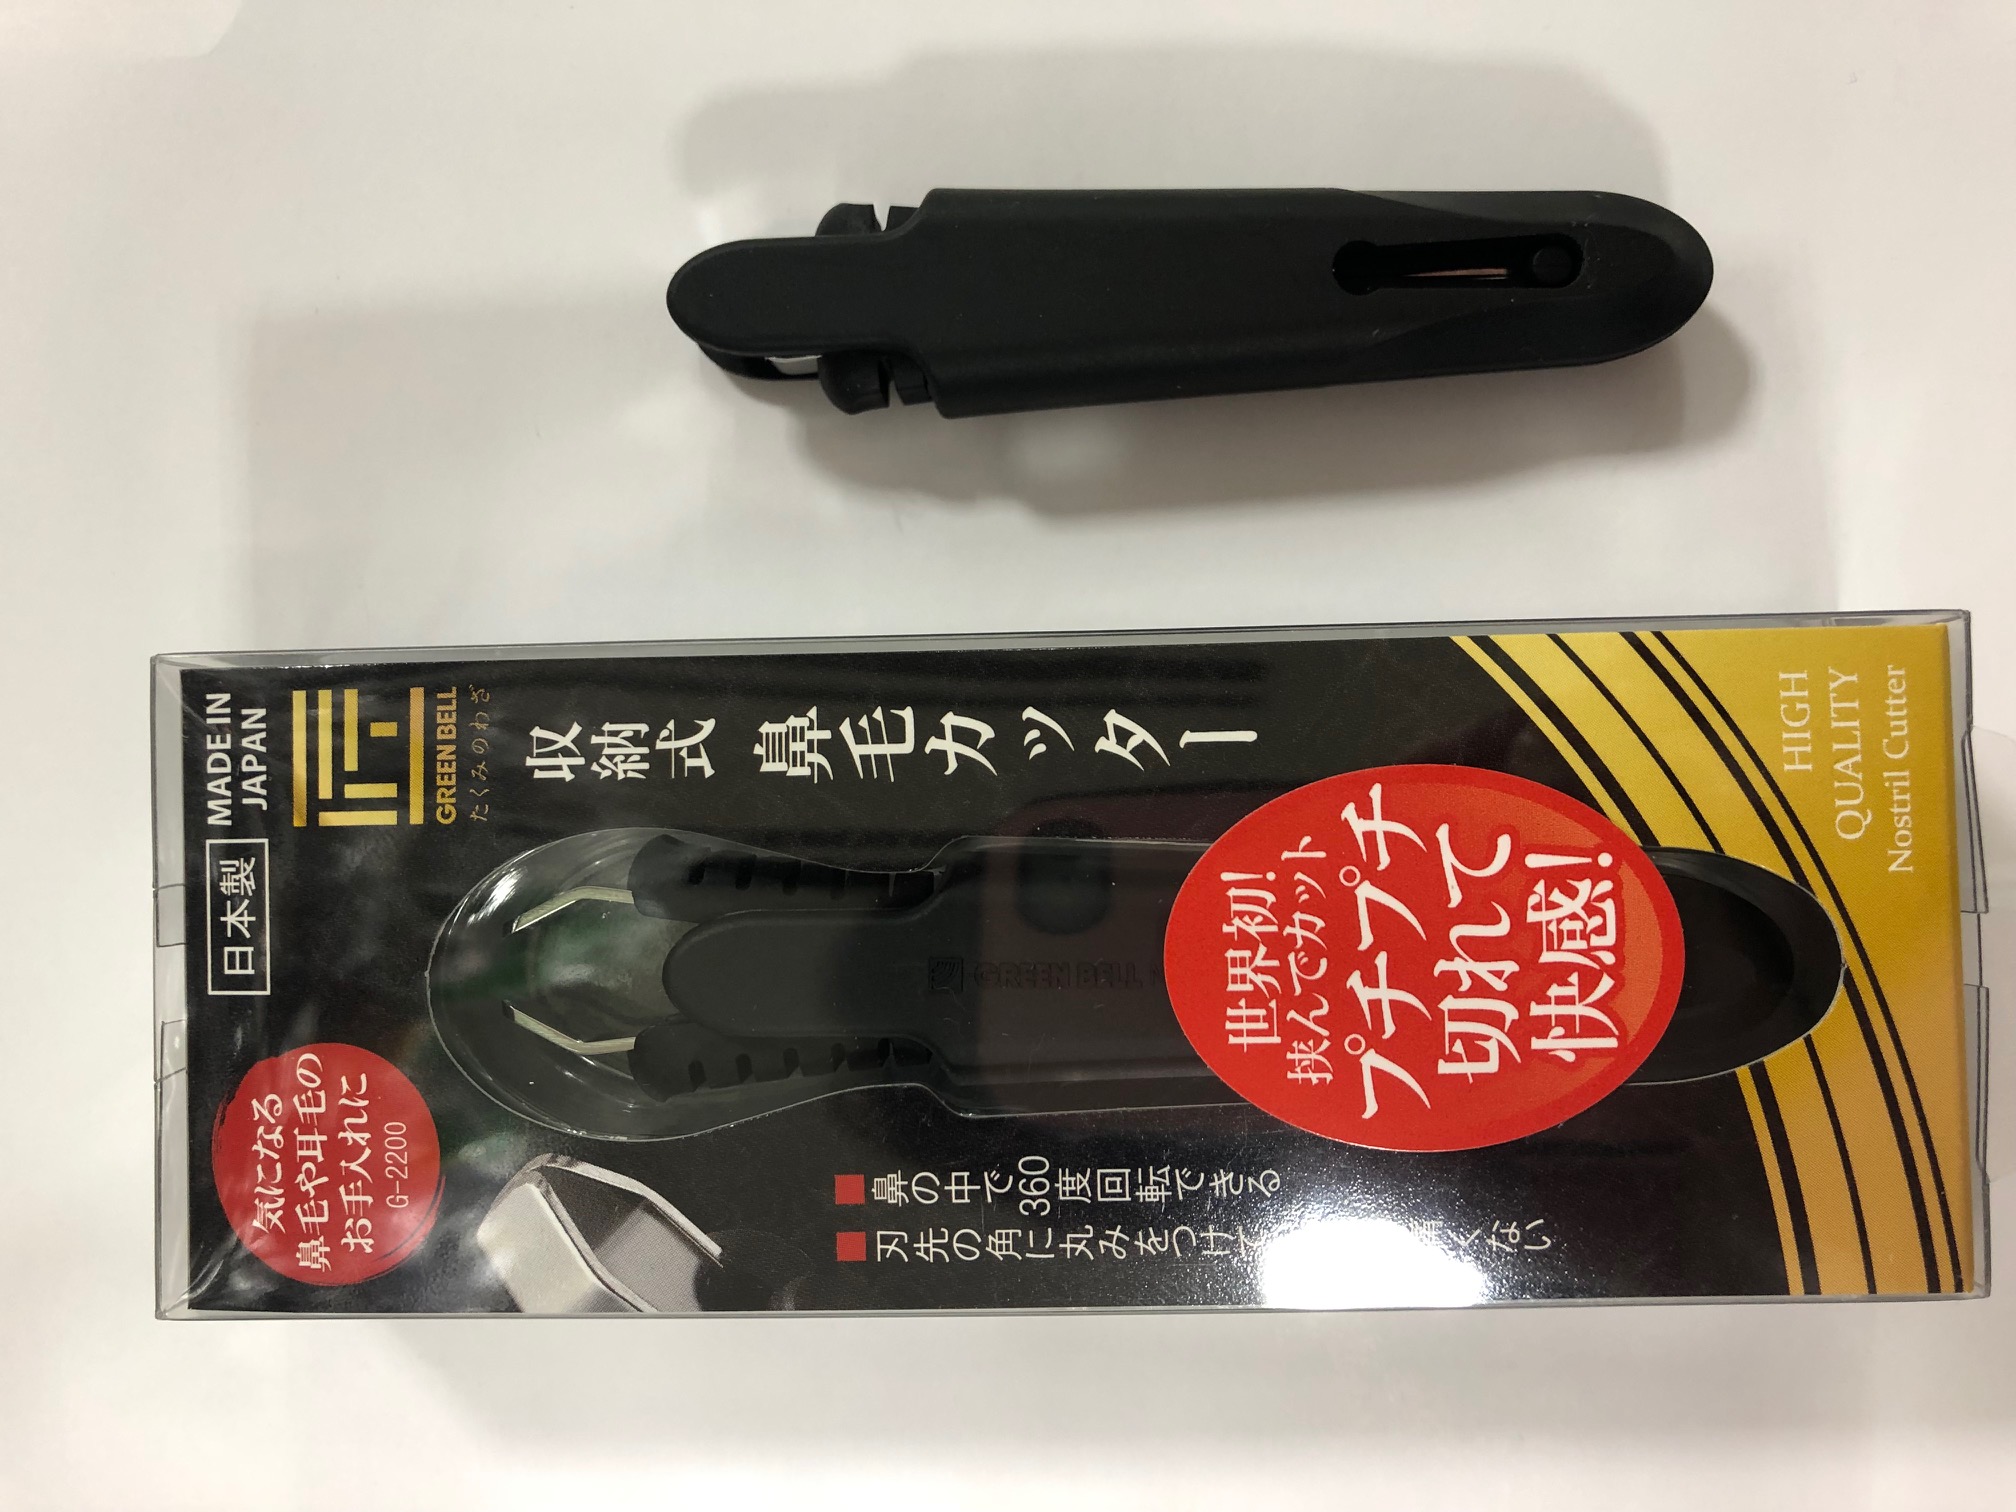 日本製
MADE IN
JAPAN
匠
GREEN BELL
たくみのわざ
気になる
鼻毛や耳毛の
お手入れに
G-2200
収納式 鼻毛カッター
GREEN BELL
世界初!
挟んでカット
プチプチ
切れて
快感!
■鼻の中で360度回転できる
■刃先の角に丸みをつけて
くない
HIGH
QUALITY
Nostril Cutter